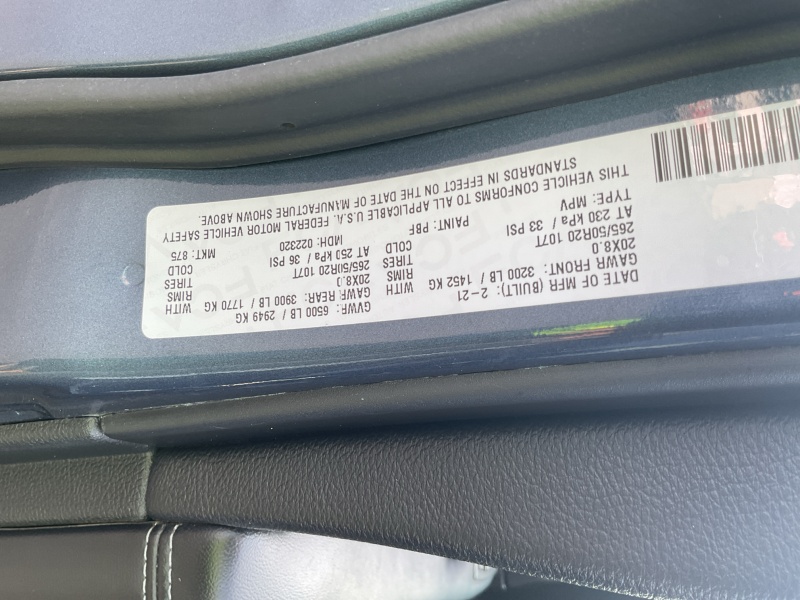 DATE OF MFR (BUILT): 2-21 GVWR: 6500 LB / 2949 KG
GAWR FRONT: 3200 LB / 1452 KG WITH GAWR REAR: 3900 LB / 1770 KG WITH
20X8.0 RIMS 20X8.0 RIMS
265/50R20 107T TIRES 265/50R20 107T TIRES
AT 230 kPa / 33 PSI COLD AT 250 kPa / 36 PSI COLD
TYPE: MPV PAINT: PBF MDH: 022320 MKT: 875
THIS VEHICLE CONFORMS TO ALL APPLICABLE U.S.A. FEDERAL MOTOR VEHICLE SAFETY
STANDARDS IN EFFECT ON THE DATE OF MANUFACTURE SHOWN ABOVE.